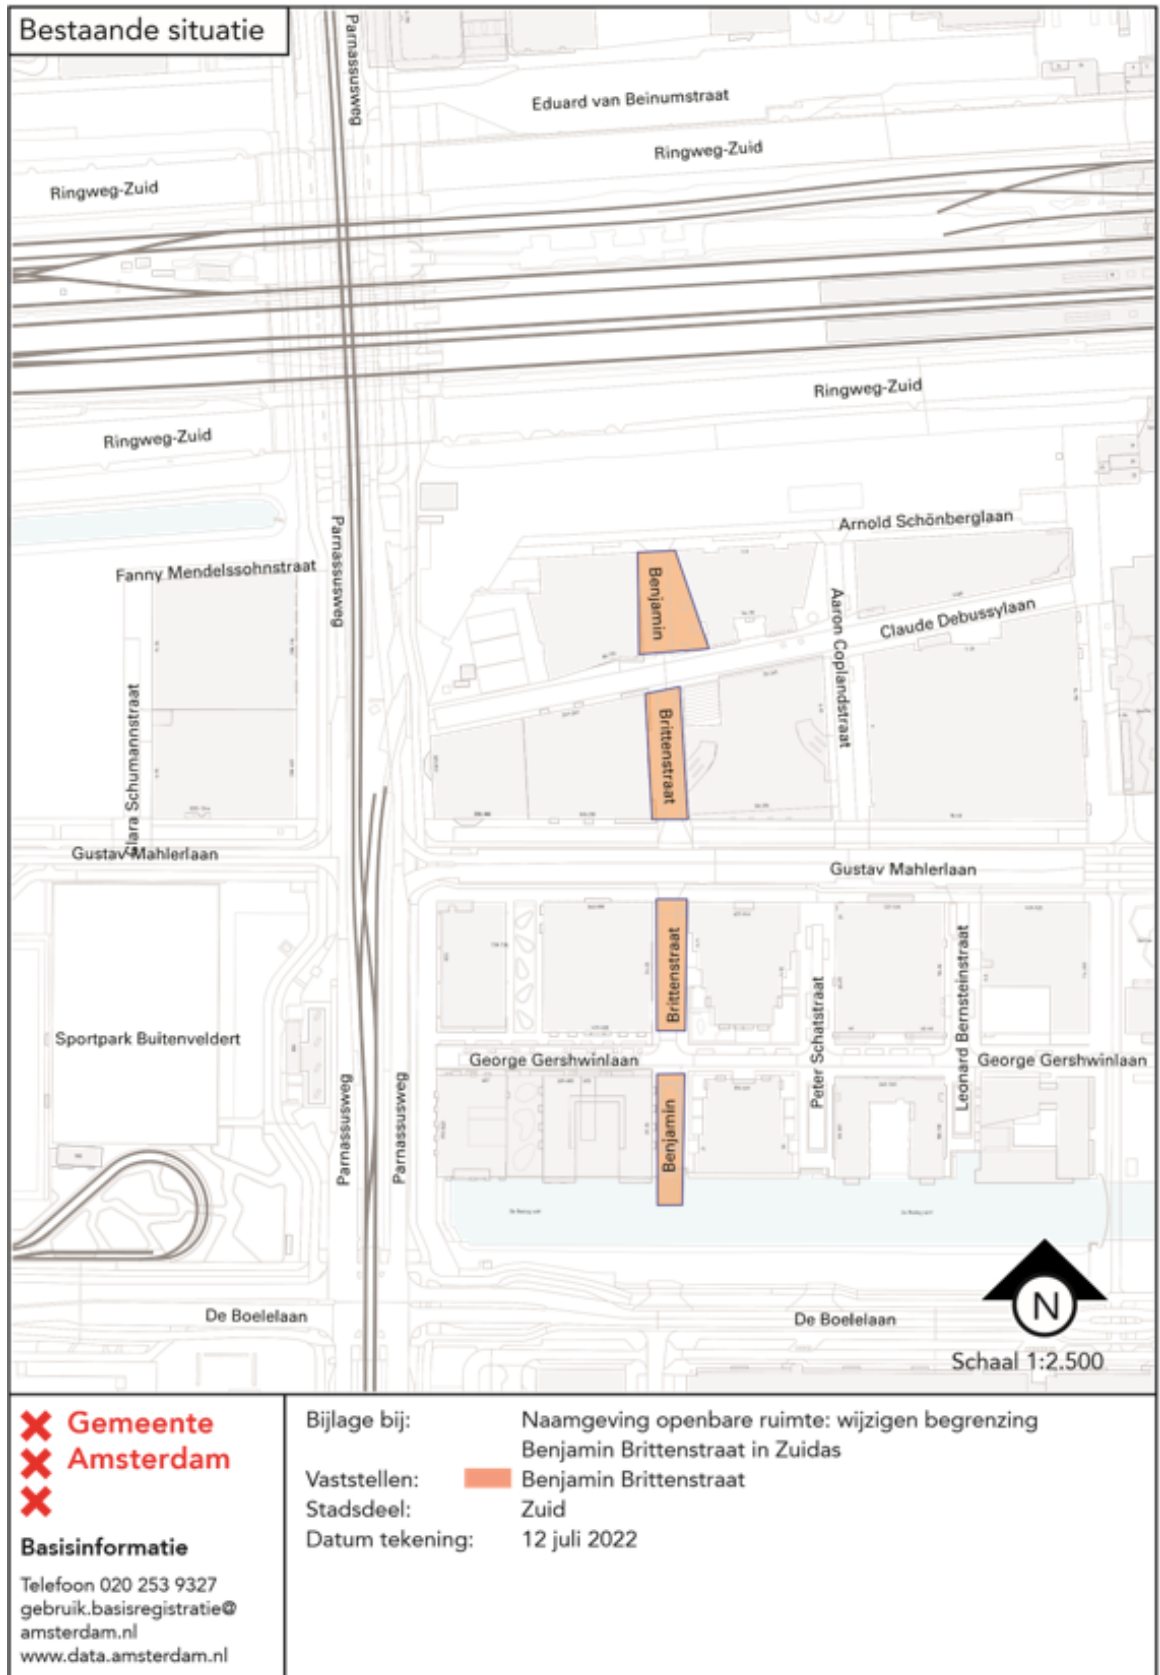 Bestaande situatie
Parnassusweg
Eduard van Beinumstraat
Ringweg-Zuid
Ringweg-Zuid
Ringweg-Zuid
Ringweg-Zuid
Parnassusweg
Arnold Schönberglaan
Fanny Mendelssohnstraat
Benjamin
Aaron Coplandstraat
Claude Debussylaan
Clara Schumannstraat
Brittenstraat
Gustav Mahlerlaan
Gustav Mahlerlaan
Brittenstraat
Peter Schatstraat
Leonard Bernsteinstraat
Sportpark Buitenveldert
George Gershwinlaan
George Gershwinlaan
Parnassusweg
Parnassusweg
Benjamin
De Boelelaan
De Boelelaan
N
Schaal 1:2.500
Gemeente
Amsterdam
Basisinformatie
Telefoon 020 253 9327
gebruik.basisregistratie@
amsterdam.nl
www.data.amsterdam.nl
Bijlage bij: Naamgeving openbare ruimte: wijzigen begrenzing
Benjamin Brittenstraat in Zuidas
Vaststellen: Benjamin Brittenstraat
Stadsdeel: Zuid
Datum tekening: 12 juli 2022